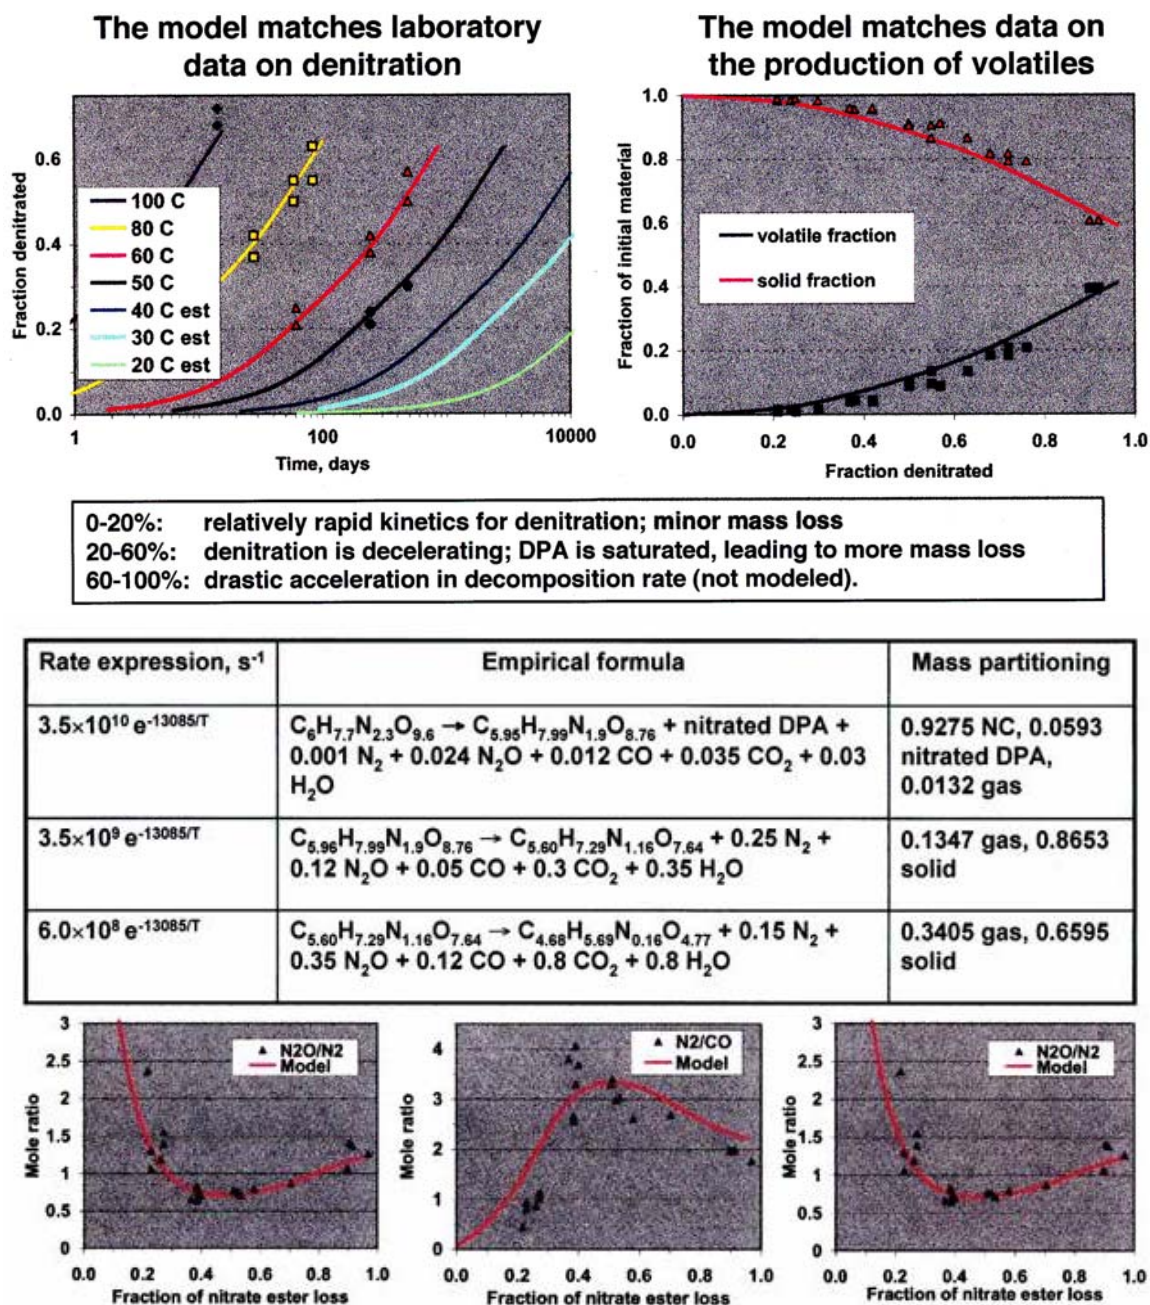 The model matches laboratory
data on denitration
The model matches data on
the production of volatiles
Fraction denitrated
0.6
0.4
0.2
0.0
100 C
80 C
60 C
50 C
40 C est
30 C est
20 C est
1
100
10000
Time, days
Fraction of initial material
1.0
0.8
0.6
0.4
0.2
0.0
volatile fraction
solid fraction
0.0
0.2
0.4
0.6
0.8
1.0
Fraction denitrated
0-20%: relatively rapid kinetics for denitration; minor mass loss
20-60%: denitration is decelerating; DPA is saturated, leading to more mass loss
60-100%: drastic acceleration in decomposition rate (not modeled).
Rate expression, s⁻¹
Empirical formula
Mass partitioning
3.5×10¹⁰ e⁻¹³⁰⁸⁵/ᵀ
C₆H₇.₇N₂.₃O₉.₆ → C₅.₉₅H₇.₉₉N₁.₉O₈.₇₆ + nitrated DPA +
0.001 N₂ + 0.024 N₂O + 0.012 CO + 0.035 CO₂ + 0.03
H₂O
0.9275 NC, 0.0593
nitrated DPA,
0.0132 gas
3.5×10⁹ e⁻¹³⁰⁸⁵/ᵀ
C₅.₉₆H₇.₉₉N₁.₉O₈.₇₆ → C₅.₆₀H₇.₂₉N₁.₁₆O₇.₆₄ + 0.25 N₂ +
0.12 N₂O + 0.05 CO + 0.3 CO₂ + 0.35 H₂O
0.1347 gas, 0.8653
solid
6.0×10⁸ e⁻¹³⁰⁸⁵/ᵀ
C₅.₆₀H₇.₂₉N₁.₁₆O₇.₆₄ → C₄.₆₈H₅.₆₉N₀.₁₆O₄.₇₇ + 0.15 N₂ +
0.35 N₂O + 0.12 CO + 0.8 CO₂ + 0.8 H₂O
0.3405 gas, 0.6595
solid
Mole ratio
3
2.5
2
1.5
1
0.5
0
N2O/N2
Model
0.0
0.2
0.4
0.6
0.8
1.0
Fraction of nitrate ester loss
Mole ratio
4
3
2
1
0
N2/CO
Model
0.0
0.2
0.4
0.6
0.8
1.0
Fraction of nitrate ester loss
Mole ratio
3
2.5
2
1.5
1
0.5
0
N2O/N2
Model
0.0
0.2
0.4
0.6
0.8
1.0
Fraction of nitrate ester loss